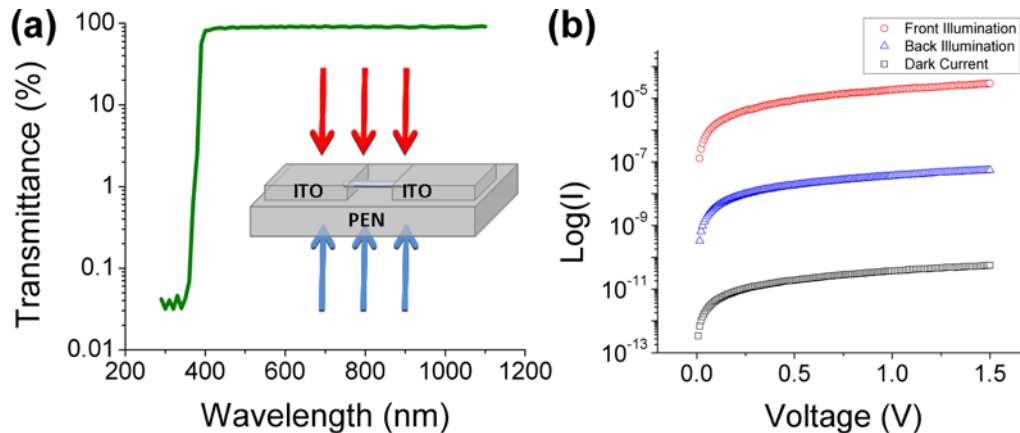 (a)
Transmittance (%)
100
10
1
0.1
0.01
200 400 600 800 1000 1200
Wavelength (nm)
ITO ITO
PEN
(b)
Front Illumination
Back Illumination
Dark Current
Log(I)
10-5
10-7
10-9
10-11
10-13
0.0 0.5 1.0 1.5
Voltage (V)